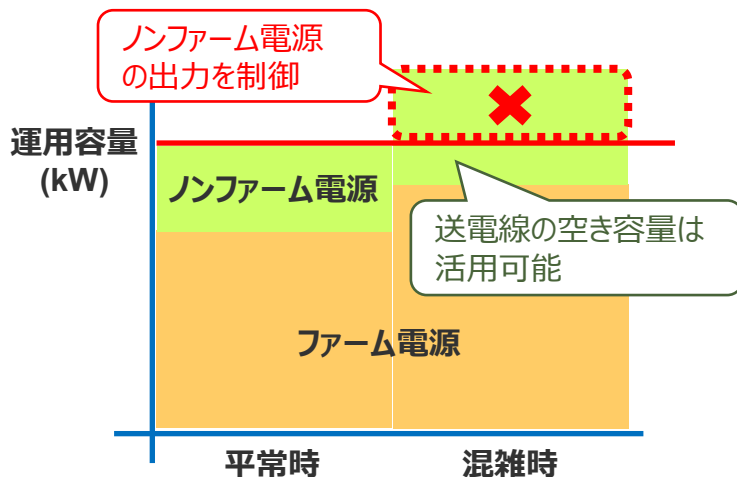 ノンファーム電源
の出力を制御
運用容量
(kW)
ノンファーム電源
送電線の空き容量は
活用可能
ファーム電源
平常時
混雑時